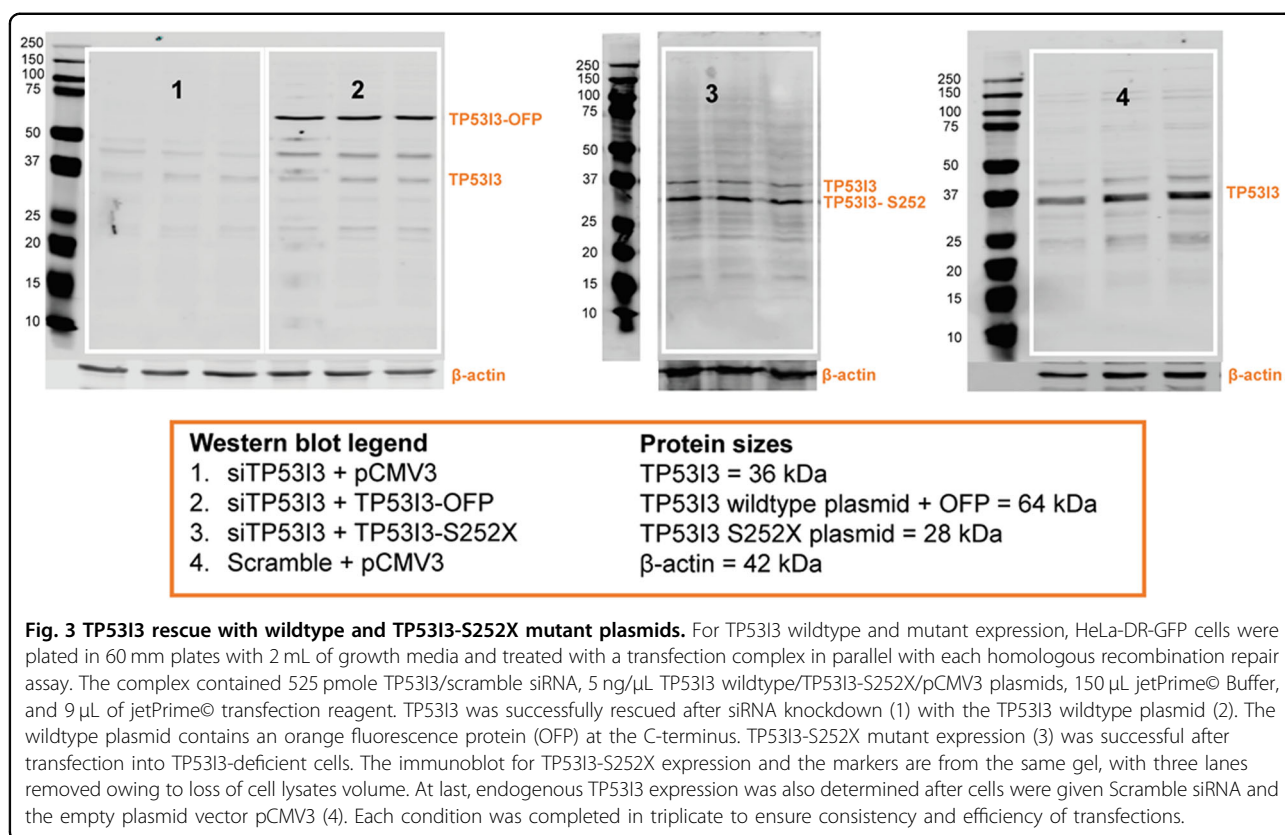 250
150
100
75
50
37
25
20
15
10
1
2
TP53I3-OFP
TP53I3
β-actin
250
150
100
75
50
37
25
20
15
10
3
TP53I3
TP53I3- S252
β-actin
250
150
100
75
50
37
25
20
15
10
4
TP53I3
β-actin
Western blot legend
1. siTP53I3 + pCMV3
2. siTP53I3 + TP53I3-OFP
3. siTP53I3 + TP53I3-S252X
4. Scramble + pCMV3
Protein sizes
TP53I3 = 36 kDa
TP53I3 wildtype plasmid + OFP = 64 kDa
TP53I3 S252X plasmid = 28 kDa
β-actin = 42 kDa
Fig. 3 TP53I3 rescue with wildtype and TP53I3-S252X mutant plasmids. For TP53I3 wildtype and mutant expression, HeLa-DR-GFP cells were
plated in 60 mm plates with 2 mL of growth media and treated with a transfection complex in parallel with each homologous recombination repair
assay. The complex contained 525 pmole TP53I3/scramble siRNA, 5 ng/μL TP53I3 wildtype/TP53I3-S252X/pCMV3 plasmids, 150 μL jetPrime© Buffer,
and 9 μL of jetPrime© transfection reagent. TP53I3 was successfully rescued after siRNA knockdown (1) with the TP53I3 wildtype plasmid (2). The
wildtype plasmid contains an orange fluorescence protein (OFP) at the C-terminus. TP53I3-S252X mutant expression (3) was successful after
transfection into TP53I3-deficient cells. The immunoblot for TP53I3-S252X expression and the markers are from the same gel, with three lanes
removed owing to loss of cell lysates volume. At last, endogenous TP53I3 expression was also determined after cells were given Scramble siRNA and
the empty plasmid vector pCMV3 (4). Each condition was completed in triplicate to ensure consistency and efficiency of transfections.